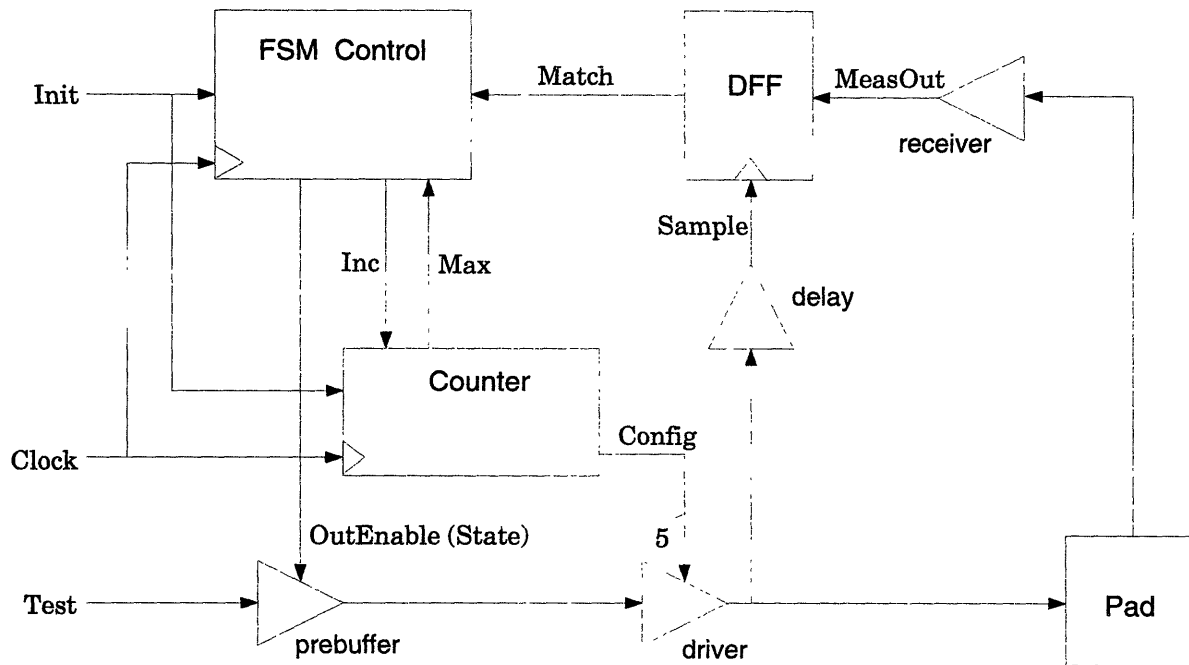 FSM Control
Init
Match
DFF
MeasOut
receiver
Sample
Inc
Max
delay
Counter
Config
Clock
OutEnable (State)
5
Test
prebuffer
driver
Pad